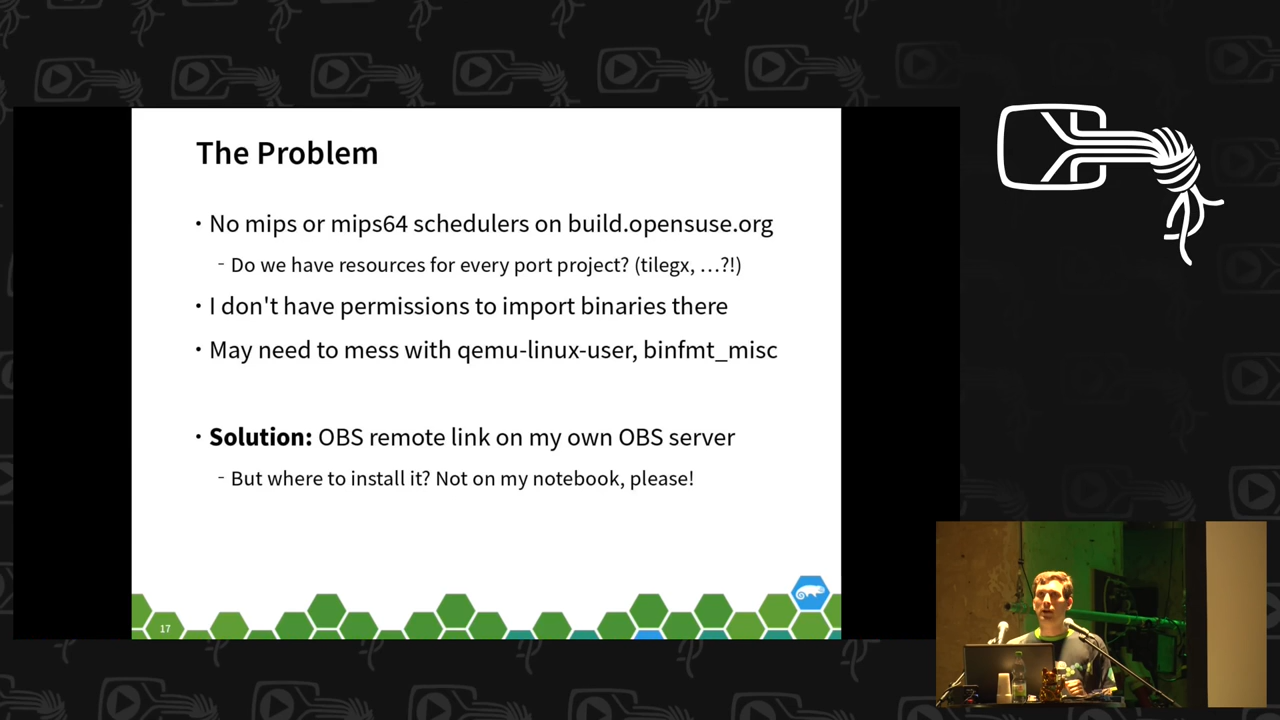 The Problem
• No mips or mips64 schedulers on build.opensuse.org
- Do we have resources for every port project? (tilegx, …?!)
• I don't have permissions to import binaries there
• May need to mess with qemu-linux-user, binfmt_misc
• Solution: OBS remote link on my own OBS server
- But where to install it? Not on my notebook, please!
17